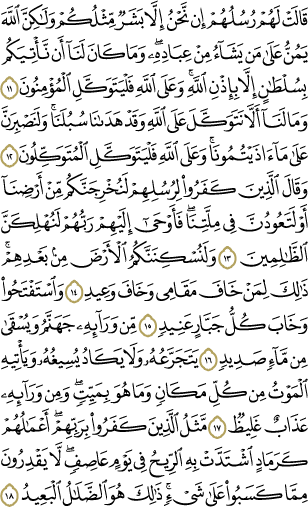 قَالَتْ لَهُمْ رُسُلُهُمْ إِن نَّحْنُ إِلَّا بَشَرٌ مِّثْلُكُمْ وَلَٰكِنَّ ٱللَّهَ
يَمُنُّ عَلَىٰ مَن يَشَآءُ مِنْ عِبَادِهِۦ ۖ وَمَا كَانَ لَنَآ أَن نَّأْتِيَكُم
بِسُلْطَٰنٍ إِلَّا بِإِذْنِ ٱللَّهِ ۚ وَعَلَى ٱللَّهِ فَلْيَتَوَكَّلِ ٱلْمُؤْمِنُونَ ١١
وَمَا لَنَآ أَلَّا نَتَوَكَّلَ عَلَى ٱللَّهِ وَقَدْ هَدَىٰنَا سُبُلَنَا ۚ وَلَنَصْبِرَنَّ
عَلَىٰ مَآ ءَاذَيْتُمُونَا ۚ وَعَلَى ٱللَّهِ فَلْيَتَوَكَّلِ ٱلْمُتَوَكِّلُونَ ١٢
وَقَالَ ٱلَّذِينَ كَفَرُوا۟ لِرُسُلِهِمْ لَنُخْرِجَنَّكُم مِّنْ أَرْضِنَآ
أَوْ لَتَعُودُنَّ فِى مِلَّتِنَا ۖ فَأَوْحَىٰٓ إِلَيْهِمْ رَبُّهُمْ لَنُهْلِكَنَّ
ٱلظَّٰلِمِينَ ١٣ وَلَنُسْكِنَنَّكُمُ ٱلْأَرْضَ مِنۢ بَعْدِهِمْ ۚ
ذَٰلِكَ لِمَنْ خَافَ مَقَامِى وَخَافَ وَعِيدِ ١٤ وَٱسْتَفْتَحُوا۟
وَخَابَ كُلُّ جَبَّارٍ عَنِيدٍ ١٥ مِّن وَرَآئِهِۦ جَهَنَّمُ وَيُسْقَىٰ
مِن مَّآءٍ صَدِيدٍ ١٦ يَتَجَرَّعُهُۥ وَلَا يَكَادُ يُسِيغُهُۥ وَيَأْتِيهِ
ٱلْمَوْتُ مِن كُلِّ مَكَانٍ وَمَا هُوَ بِمَيِّتٍ ۖ وَمِن وَرَآئِهِۦ
عَذَابٌ غَلِيظٌ ١٧ مَّثَلُ ٱلَّذِينَ كَفَرُوا۟ بِرَبِّهِمْ ۖ أَعْمَٰلُهُمْ
كَرَمَادٍ ٱشْتَدَّتْ بِهِ ٱلرِّيحُ فِى يَوْمٍ عَاصِفٍ ۖ لَّا يَقْدِرُونَ
مِمَّا كَسَبُوا۟ عَلَىٰ شَىْءٍ ۚ ذَٰلِكَ هُوَ ٱلضَّلَٰلُ ٱلْبَعِيدُ ١٨